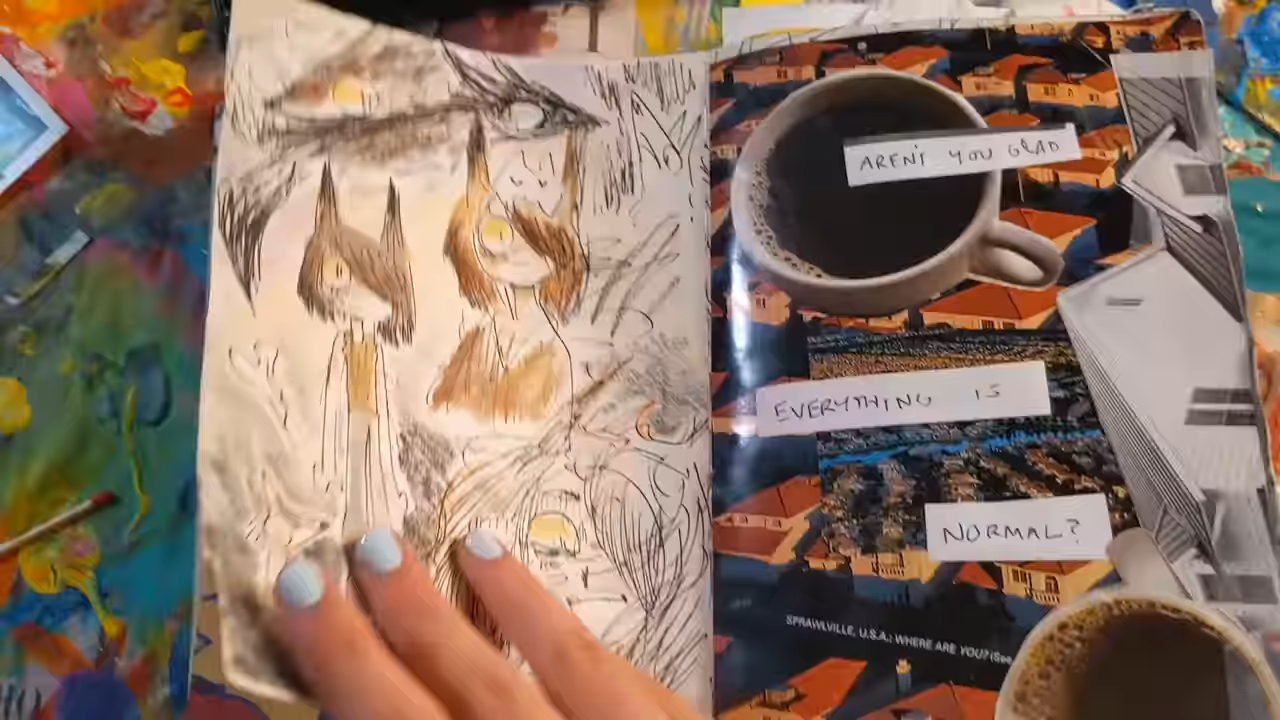 AREN'T YOU GLAD
EVERYTHING IS
NORMAL?
SPRAWLVILLE, U.S.A.: WHERE ARE YOU? (See